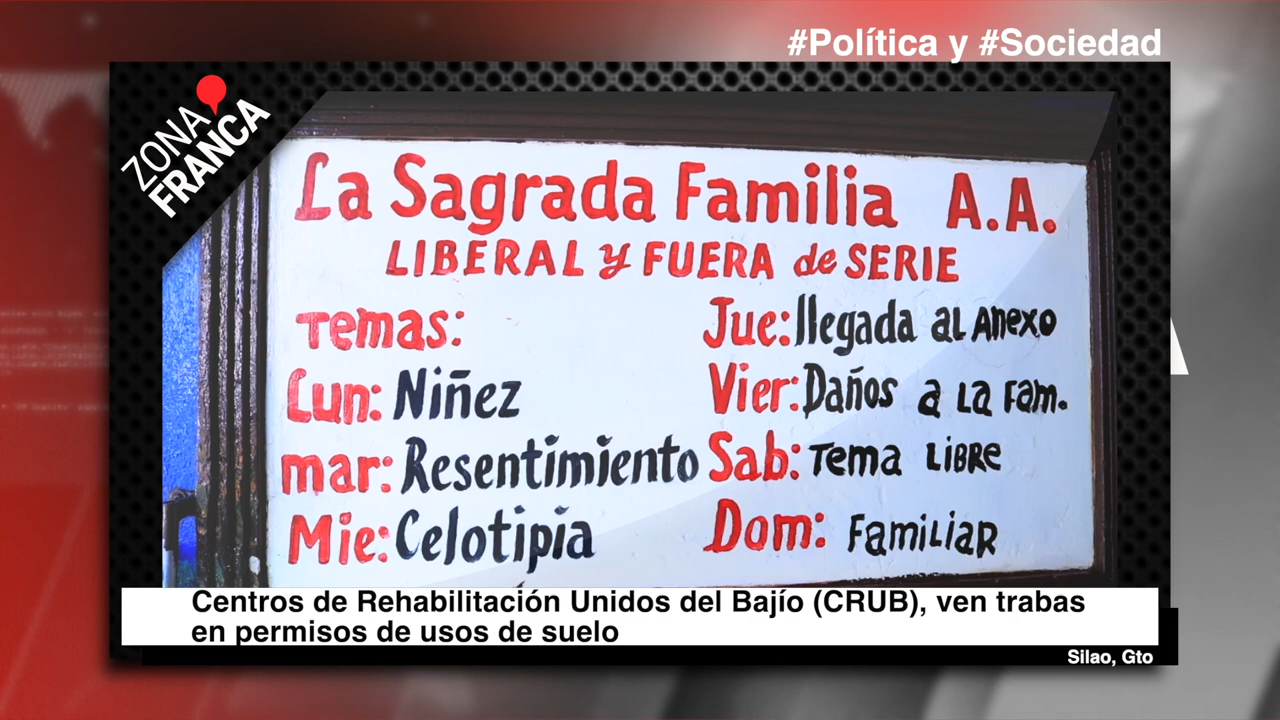 #Política y #Sociedad
ZONA
FRANCA
La Sagrada Familia A.A.
LIBERAL y FUERA de SERIE
Temas:
Lun: Niñez
mar: Resentimiento
Mie: Celotipia
Jue: llegada al Anexo
Vier: Daños a La Fam.
Sab: Tema LIBRE
Dom: Familiar
Centros de Rehabilitación Unidos del Bajío (CRUB), ven trabas
en permisos de usos de suelo
Silao, Gto